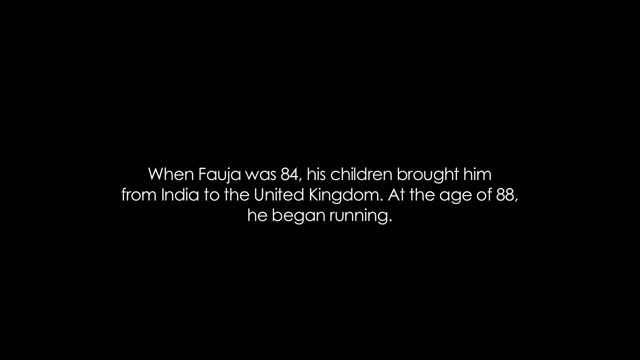 When Fauja was 84, his children brought him
from India to the United Kingdom. At the age of 88,
he began running.